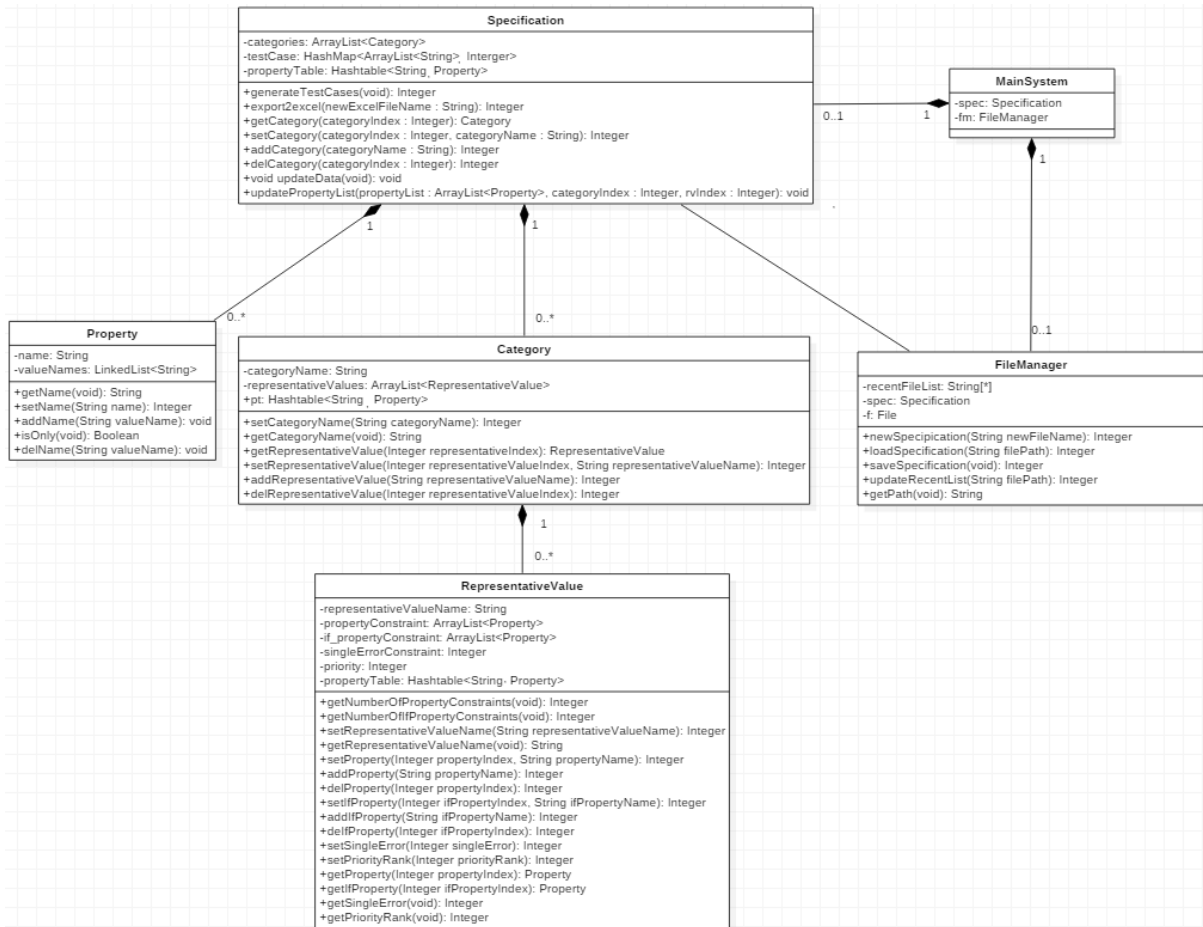 Specification
-categories: ArrayList<Category>
-testCase: HashMap<ArrayList<String>, Interger>
-propertyTable: Hashtable<String, Property>
+generateTestCases(void): Integer
+export2excel(newExcelFileName : String): Integer
+getCategory(categoryIndex : Integer): Category
+setCategory(categoryIndex : Integer, categoryName : String): Integer
+addCategory(categoryName : String): Integer
+delCategory(categoryIndex : Integer): Integer
+void updateData(void): void
+updatePropertyList(propertyList : ArrayList<Property>, categoryIndex : Integer, rvIndex : Integer): void
MainSystem
-spec: Specification
-fm: FileManager
0..1
1
1
1
1
0..*
0..*
0..1
Property
-name: String
-valueNames: LinkedList<String>
+getName(void): String
+setName(String name): Integer
+addName(String valueName): void
+isOnly(void): Boolean
+delName(String valueName): void
Category
-categoryName: String
-representativeValues: ArrayList<RepresentativeValue>
+pt: Hashtable<String, Property>
+setCategoryName(String categoryName): Integer
+getCategoryName(void): String
+getRepresentativeValue(Integer representativeIndex): RepresentativeValue
+setRepresentativeValue(Integer representativeValueIndex, String representativeValueName): Integer
+addRepresentativeValue(String representativeValueName): Integer
+delRepresentativeValue(Integer representativeValueIndex): Integer
FileManager
-recentFileList: String[*]
-spec: Specification
-f: File
+newSpecipication(String newFileName): Integer
+loadSpecification(String filePath): Integer
+saveSpecification(void): Integer
+updateRecentList(String filePath): Integer
+getPath(void): String
1
0..*
RepresentativeValue
-representativeValueName: String
-propertyConstraint: ArrayList<Property>
-if_propertyConstraint: ArrayList<Property>
-singleErrorConstraint: Integer
-priority: Integer
-propertyTable: Hashtable<String, Property>
+getNumberOfPropertyConstraints(void): Integer
+getNumberOfIfPropertyConstraints(void): Integer
+setRepresentativeValueName(String representativeValueName): Integer
+getRepresentativeValueName(void): String
+setProperty(Integer propertyIndex, String propertyName): Integer
+addProperty(String propertyName): Integer
+delProperty(Integer propertyIndex): Integer
+setIfProperty(Integer ifPropertyIndex, String ifPropertyName): Integer
+addIfProperty(String ifPropertyName): Integer
+delfProperty(Integer ifPropertyIndex): Integer
+setSingleError(Integer singleError): Integer
+setPriorityRank(Integer priorityRank): Integer
+getProperty(Integer propertyIndex): Property
+getIfProperty(Integer ifPropertyIndex): Property
+getSingleError(void): Integer
+getPriorityRank(void): Integer